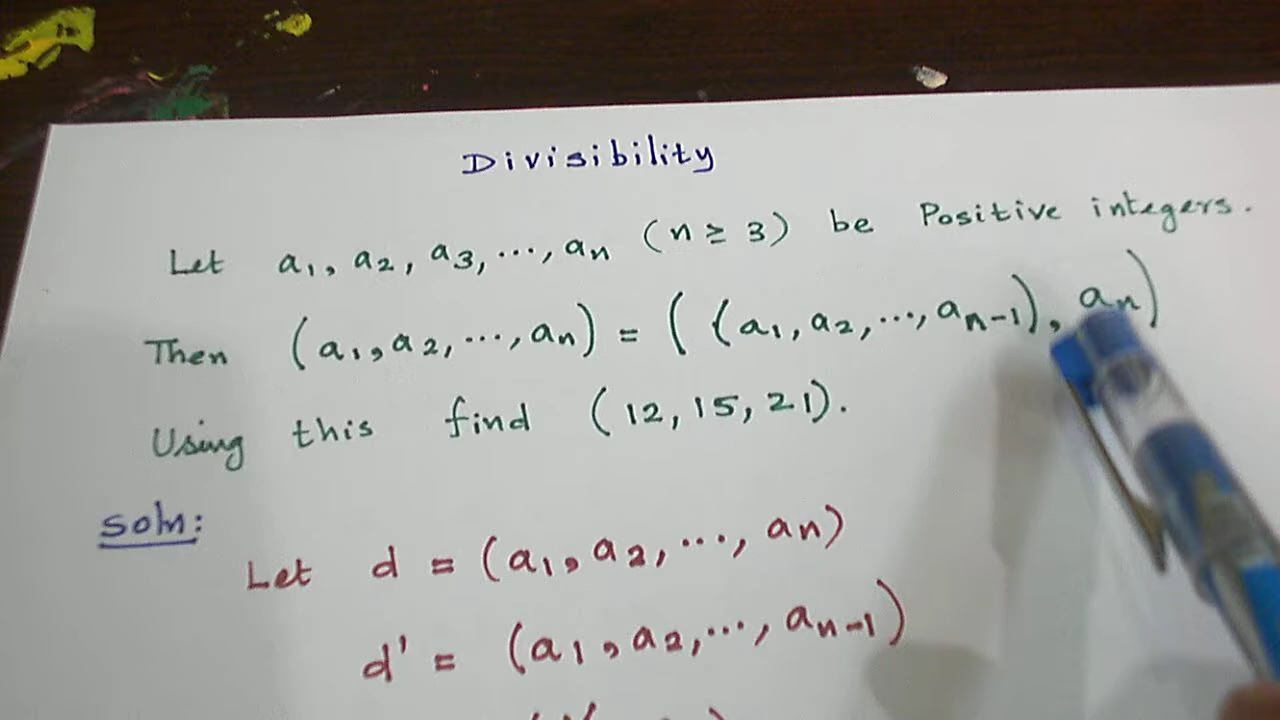 Divisibility
Let a₁, a₂, a₃, ..., aₙ (n ≥ 3) be Positive integers.
Then (a₁, a₂, ..., aₙ) = ((a₁, a₂, ..., aₙ₋₁), aₙ)
Using this find (12, 15, 21).
Soln:
Let d = (a₁, a₂, ..., aₙ)
d' = (a₁, a₂, ..., aₙ₋₁)